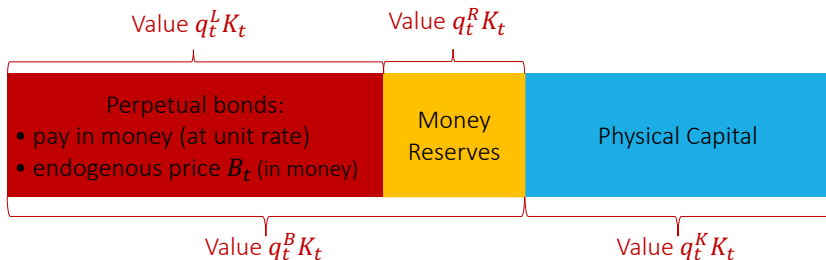 Value $q_t^L K_t$
Value $q_t^R K_t$
Perpetual bonds:
• pay in money (at unit rate)
• endogenous price $B_t$ (in money)
Money
Reserves
Physical Capital
Value $q_t^B K_t$
Value $q_t^K K_t$